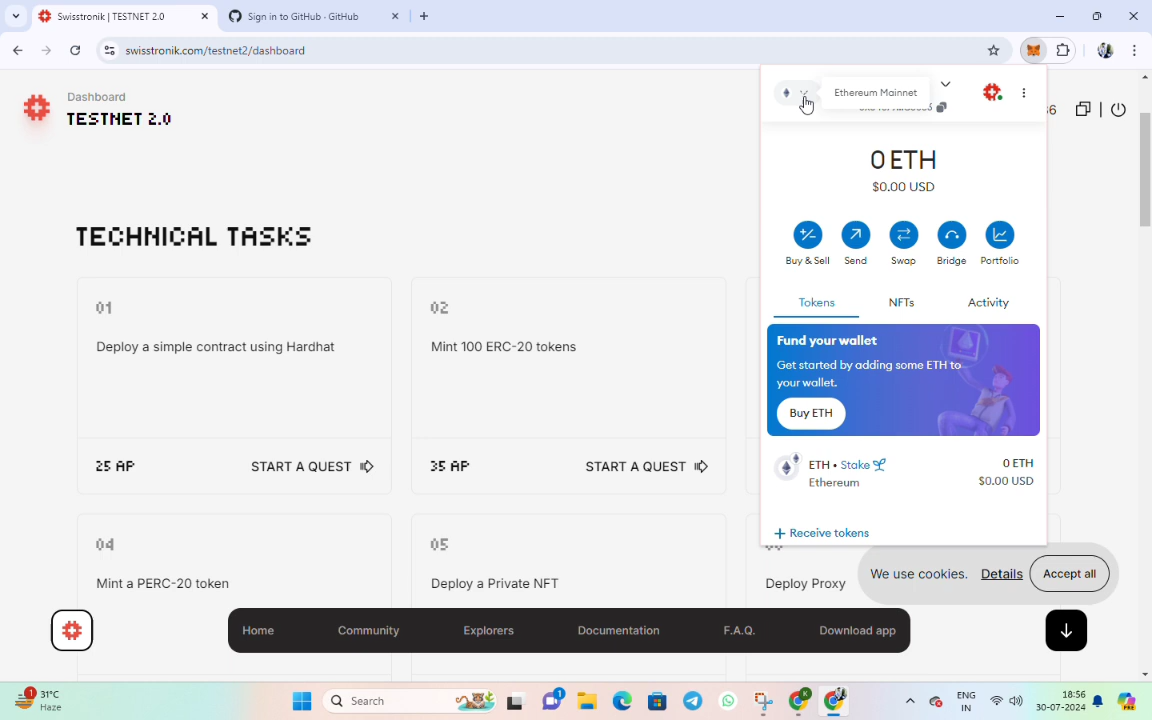 Swisstronik | TESTNET 2.0
Sign in to GitHub · GitHub
swisstronik.com/testnet2/dashboard
Dashboard
TESTNET 2.0
Ethereum Mainnet
0 ETH
$0.00 USD
Buy & Sell
Send
Swap
Bridge
Portfolio
TECHNICAL TASKS
Tokens
NFTs
Activity
01
Deploy a simple contract using Hardhat
25 AP
START A QUEST
02
Mint 100 ERC-20 tokens
35 AP
START A QUEST
Fund your wallet
Get started by adding some ETH to
your wallet.
Buy ETH
ETH • Stake
0 ETH
Ethereum
$0.00 USD
+ Receive tokens
04
Mint a PERC-20 token
05
Deploy a Private NFT
Deploy Proxy
We use cookies.
Details
Accept all
Home
Community
Explorers
Documentation
F.A.Q.
Download app
1
31°C
Haze
Search
1
K
ENG
IN
18:56
30-07-2024
PRE